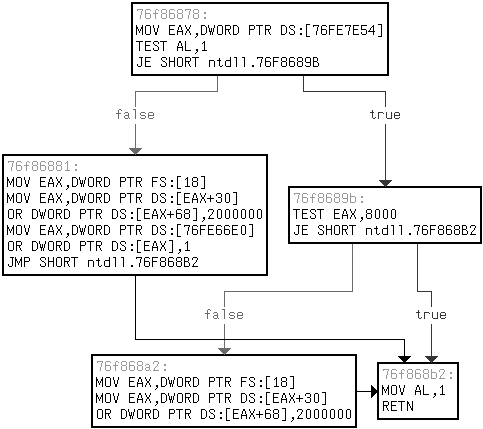 76f86878:
MOV EAX,DWORD PTR DS:[76FE7E54]
TEST AL,1
JE SHORT ntdll.76F8689B
false
true
76f86881:
MOV EAX,DWORD PTR FS:[18]
MOV EAX,DWORD PTR DS:[EAX+30]
OR DWORD PTR DS:[EAX+68],2000000
MOV EAX,DWORD PTR DS:[76FE66E0]
OR DWORD PTR DS:[EAX],1
JMP SHORT ntdll.76F868B2
76f8689b:
TEST EAX,8000
JE SHORT ntdll.76F868B2
false
true
76f868a2:
MOV EAX,DWORD PTR FS:[18]
MOV EAX,DWORD PTR DS:[EAX+30]
OR DWORD PTR DS:[EAX+68],2000000
76f868b2:
MOV AL,1
RETN